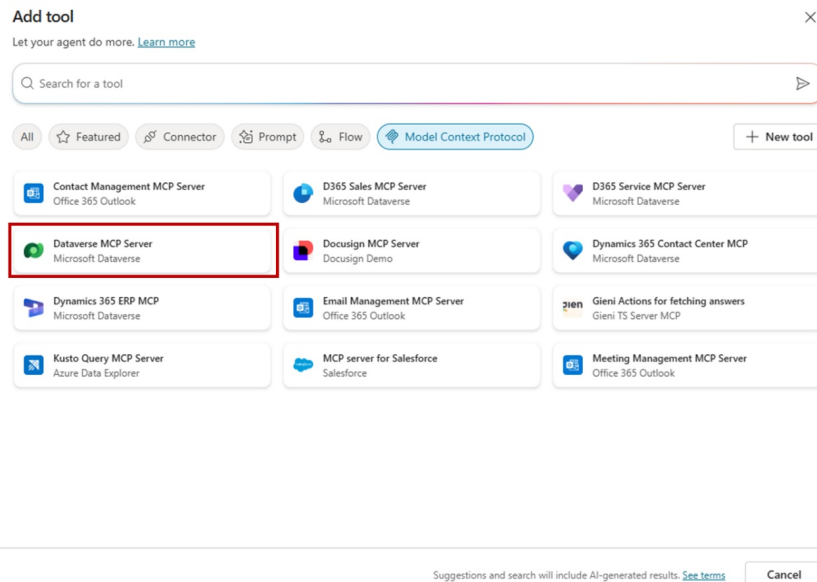 Add tool
Let your agent do more. Learn more
Search for a tool
All Featured Connector Prompt Flow Model Context Protocol New tool
Contact Management MCP Server
Office 365 Outlook
D365 Sales MCP Server
Microsoft Dataverse
D365 Service MCP Server
Microsoft Dataverse
Dataverse MCP Server
Microsoft Dataverse
Docusign MCP Server
Docusign Demo
Dynamics 365 Contact Center MCP
Microsoft Dataverse
Dynamics 365 ERP MCP
Microsoft Dataverse
Email Management MCP Server
Office 365 Outlook
gien
Gieni Actions for fetching answers
Gieni TS Server MCP
Kusto Query MCP Server
Azure Data Explorer
MCP server for Salesforce
Salesforce
Meeting Management MCP Server
Office 365 Outlook
Suggestions and search will include AI-generated results. See terms
Cancel